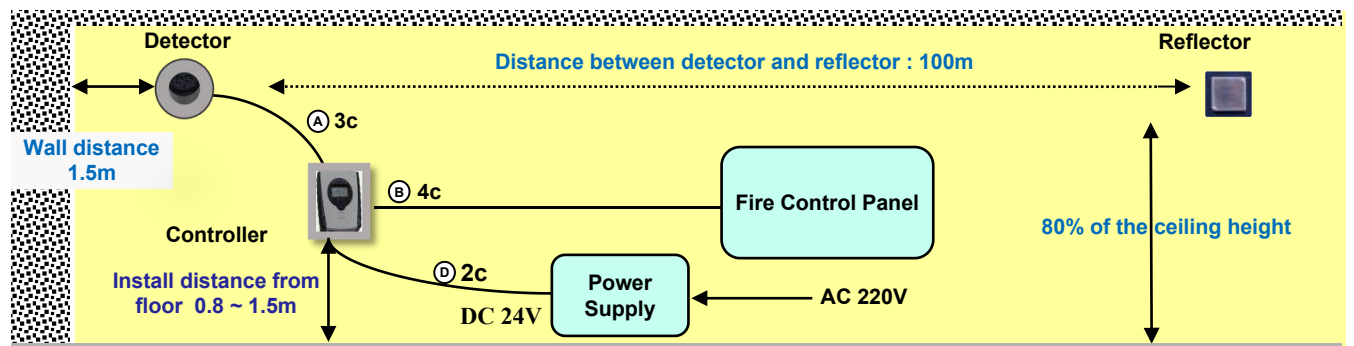 Detector
Reflector
Distance between detector and reflector : 100m
Wall distance
1.5m
Ⓐ 3c
Ⓑ 4c
Fire Control Panel
80% of the ceiling height
Controller
Install distance from
floor 0.8 ~ 1.5m
Ⓓ 2c
DC 24V
Power
Supply
AC 220V